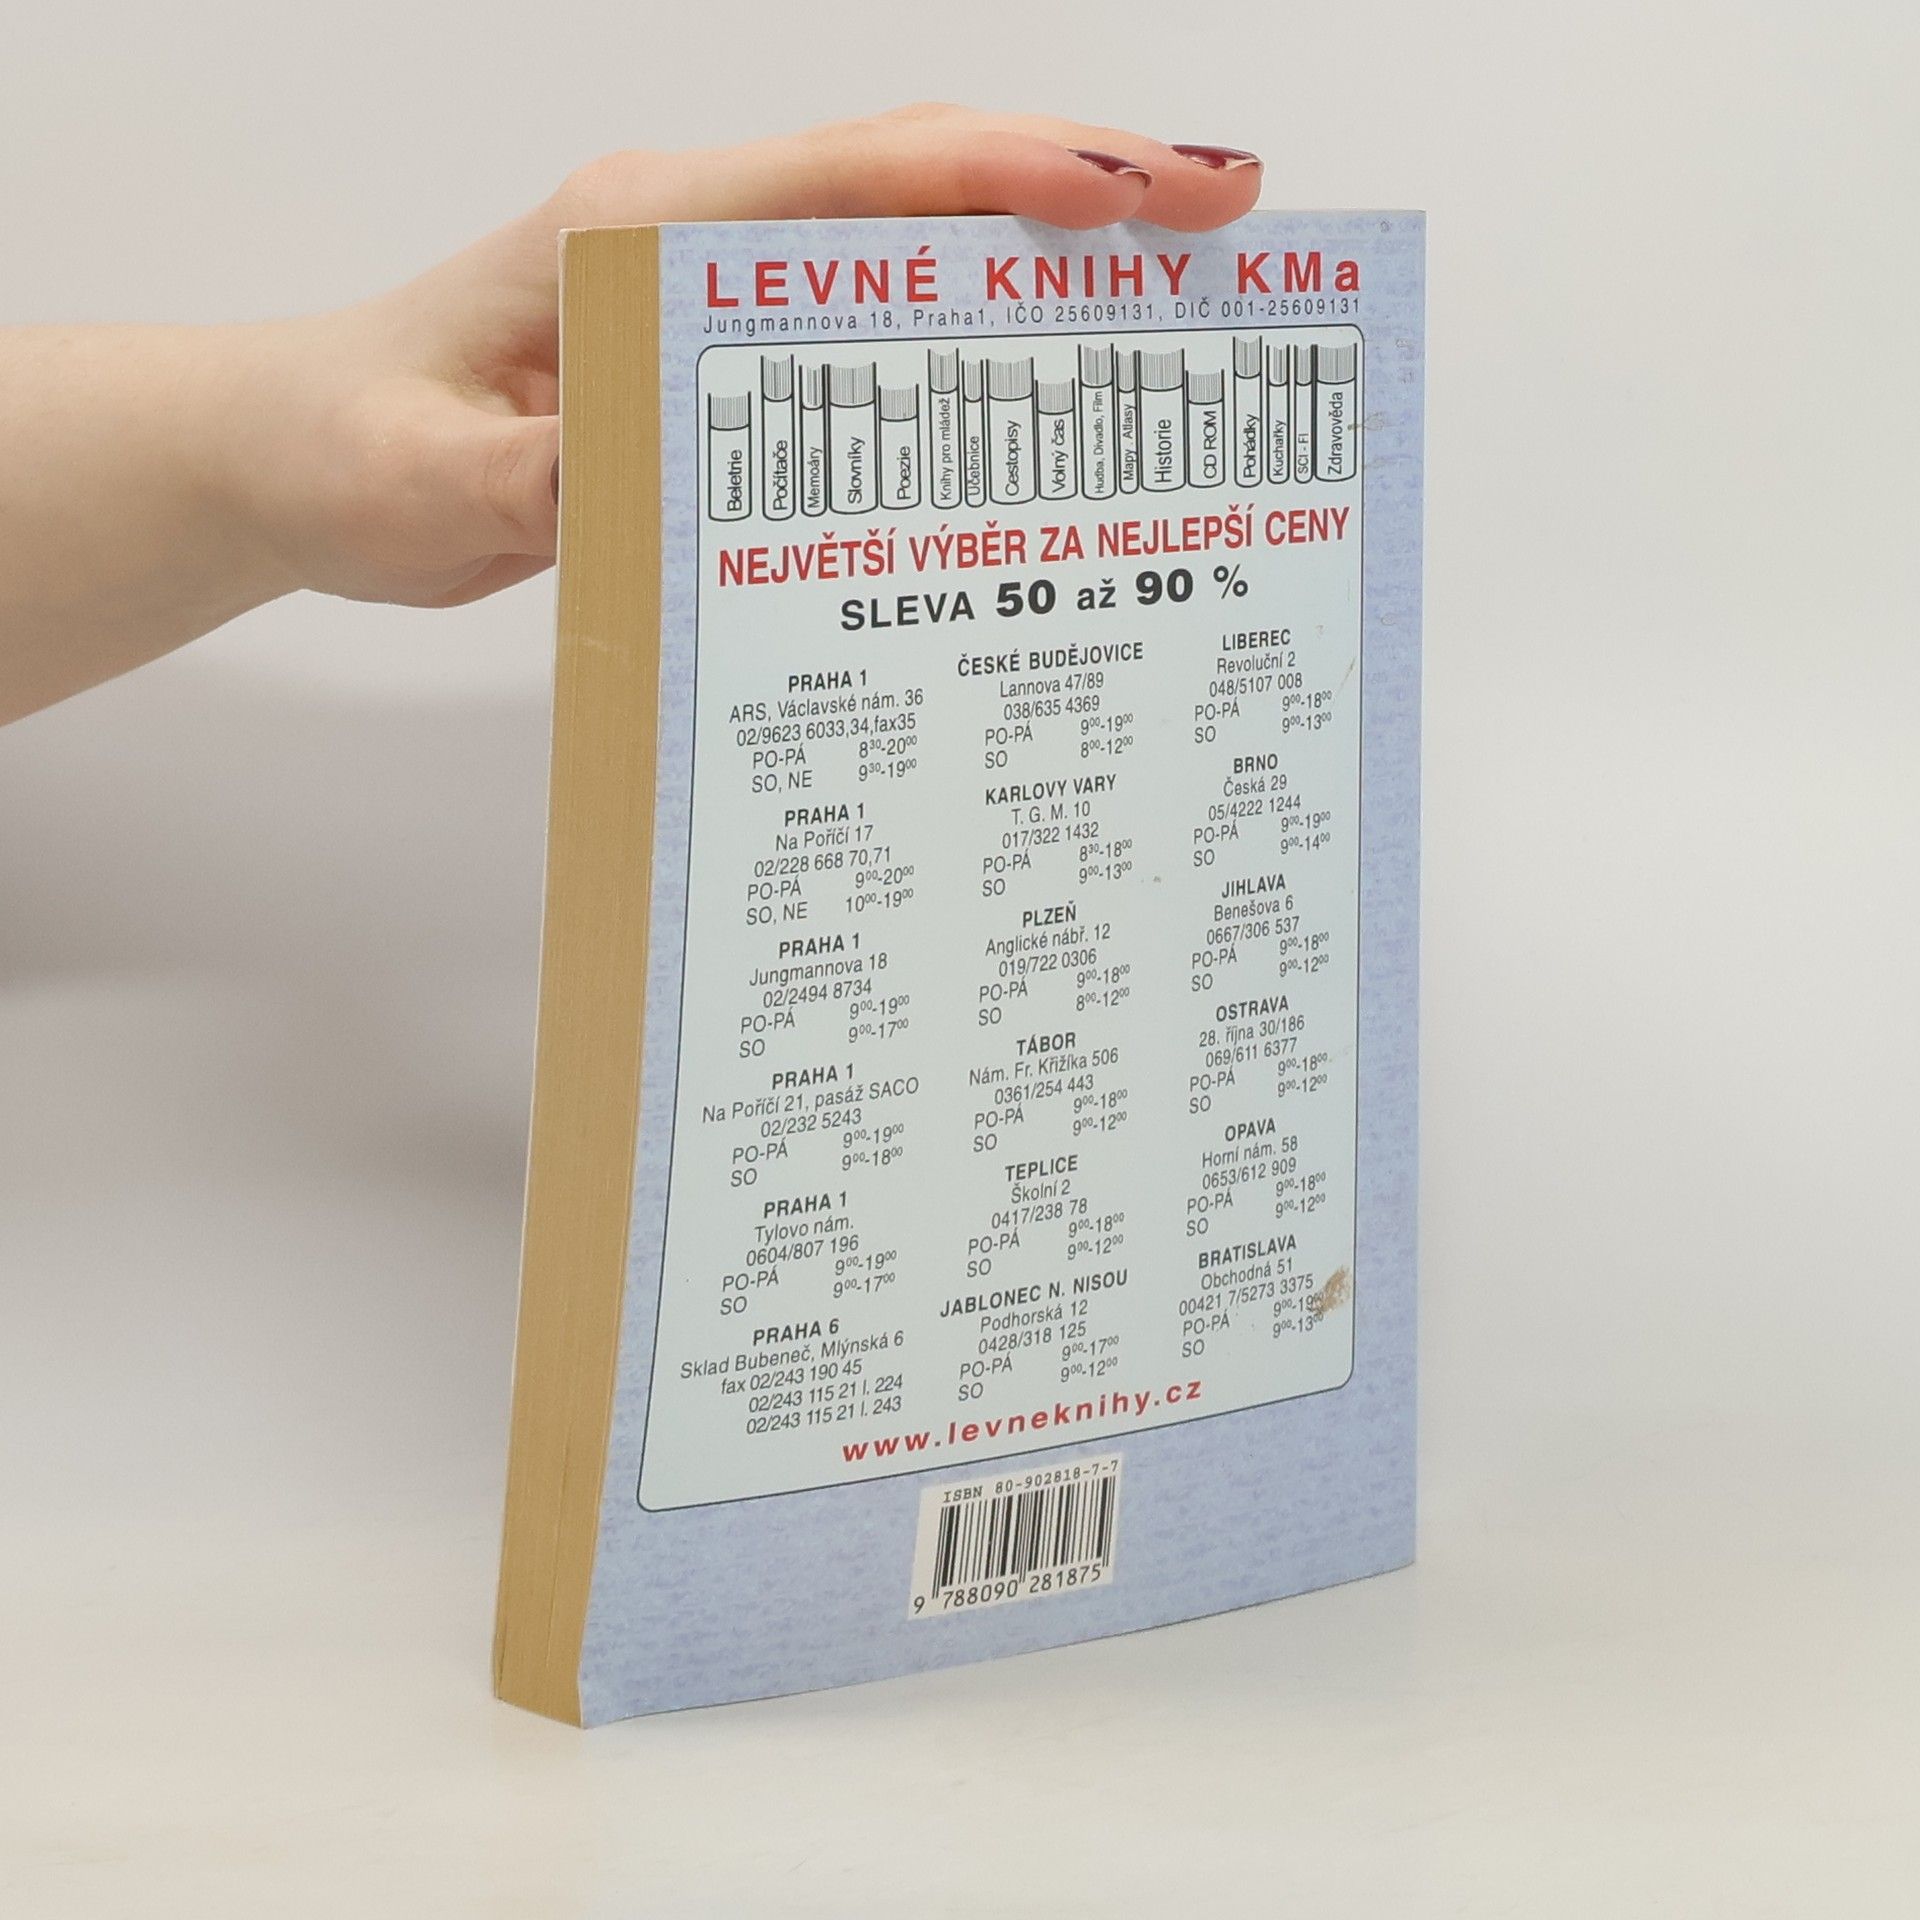 LEVNÉ KNIHY KMa
Jungmannova 18, Praha1, IČO 25609131, DIČ 001-25609131
Beletrie
Počítače
Memoáry
Slovníky
Poezie
Knihy pro mládež
Učebnice
Cestopisy
Volný čas
Hudba, Divadlo, Film
Mapy . Atlasy
Historie
CD ROM
Pohádky
Kuchařky
SCI - FI
Zdravověda
NEJVĚTŠÍ VÝBĚR ZA NEJLEPŠÍ CENY
SLEVA 50 až 90 %
PRAHA 1
ARS, Václavské nám. 36
02/9623 6033,34,fax35
PO-PÁ 8³⁰-20⁰⁰
SO, NE 9³⁰-19⁰⁰
PRAHA 1
Na Poříčí 17
02/228 668 70,71
PO-PÁ 9⁰⁰-20⁰⁰
SO, NE 10⁰⁰-19⁰⁰
PRAHA 1
Jungmannova 18
02/2494 8734
PO-PÁ 9⁰⁰-19⁰⁰
SO 9⁰⁰-17⁰⁰
PRAHA 1
Na Poříčí 21, pasáž SACO
02/232 5243
PO-PÁ 9⁰⁰-19⁰⁰
SO 9⁰⁰-18⁰⁰
PRAHA 1
Tylovo nám.
0604/807 196
PO-PÁ 9⁰⁰-19⁰⁰
SO 9⁰⁰-17⁰⁰
PRAHA 6
Sklad Bubeneč, Mlýnská 6
fax 02/243 190 45
02/243 115 21 l. 224
02/243 115 21 l. 243
ČESKÉ BUDĚJOVICE
Lannova 47/89
038/635 4369
PO-PÁ 9⁰⁰-19⁰⁰
SO 8⁰⁰-12⁰⁰
KARLOVY VARY
T. G. M. 10
017/322 1432
PO-PÁ 8³⁰-18⁰⁰
SO 9⁰⁰-13⁰⁰
PLZEŇ
Anglické nábř. 12
019/722 0306
PO-PÁ 9⁰⁰-18⁰⁰
SO 8⁰⁰-12⁰⁰
TÁBOR
Nám. Fr. Křižíka 506
0361/254 443
PO-PÁ 9⁰⁰-18⁰⁰
SO 9⁰⁰-12⁰⁰
TEPLICE
Školní 2
0417/238 78
PO-PÁ 9⁰⁰-18⁰⁰
SO 9⁰⁰-12⁰⁰
JABLONEC N. NISOU
Podhorská 12
0428/318 125
PO-PÁ 9⁰⁰-17⁰⁰
SO 9⁰⁰-12⁰⁰
LIBEREC
Revoluční 2
048/5107 008
PO-PÁ 9⁰⁰-18⁰⁰
SO 9⁰⁰-13⁰⁰
BRNO
Česká 29
05/4222 1244
PO-PÁ 9⁰⁰-19⁰⁰
SO 9⁰⁰-14⁰⁰
JIHLAVA
Benešova 6
0667/306 537
PO-PÁ 9⁰⁰-18⁰⁰
SO 9⁰⁰-12⁰⁰
OSTRAVA
28. října 30/186
069/611 6377
PO-PÁ 9⁰⁰-18⁰⁰
SO 9⁰⁰-12⁰⁰
OPAVA
Horní nám. 58
0653/612 909
PO-PÁ 9⁰⁰-18⁰⁰
SO 9⁰⁰-12⁰⁰
BRATISLAVA
Obchodná 51
00421 7/5273 3375
PO-PÁ 9⁰⁰-19⁰⁰
SO 9⁰⁰-13⁰⁰
www.levneknihy.cz
ISBN 80-902818-7-7
9 788090 281875